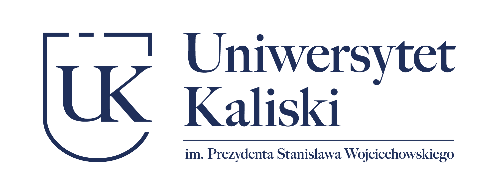 UK
Uniwersytet
Kaliski
im. Prezydenta Stanisława Wojciechowskiego